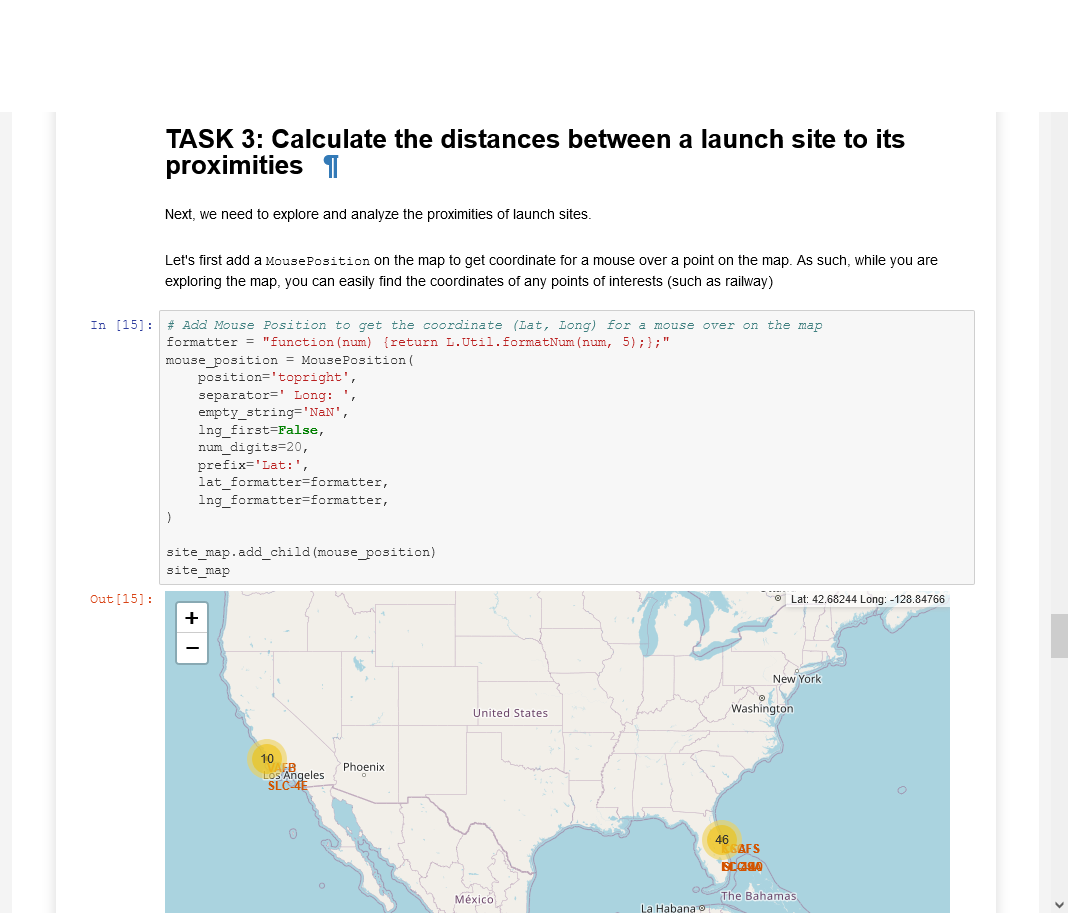 TASK 3: Calculate the distances between a launch site to its
proximities ¶
Next, we need to explore and analyze the proximities of launch sites.
Let's first add a MousePosition on the map to get coordinate for a mouse over a point on the map. As such, while you are
exploring the map, you can easily find the coordinates of any points of interests (such as railway)
In [15]:
# Add Mouse Position to get the coordinate (Lat, Long) for a mouse over on the map
formatter = "function(num) {return L.Util.formatNum(num, 5);};"
mouse_position = MousePosition(
    position='topright',
    separator=' Long: ',
    empty_string='NaN',
    lng_first=False,
    num_digits=20,
    prefix='Lat:',
    lat_formatter=formatter,
    lng_formatter=formatter,
)
site_map.add_child(mouse_position)
site_map
Out[15]:
+
−
Lat: 42.68244 Long: -128.84766
New York
Washington
United States
10
VAFB
Los Angeles
SLC-4E
Phoenix
46
México
The Bahamas
La Habana